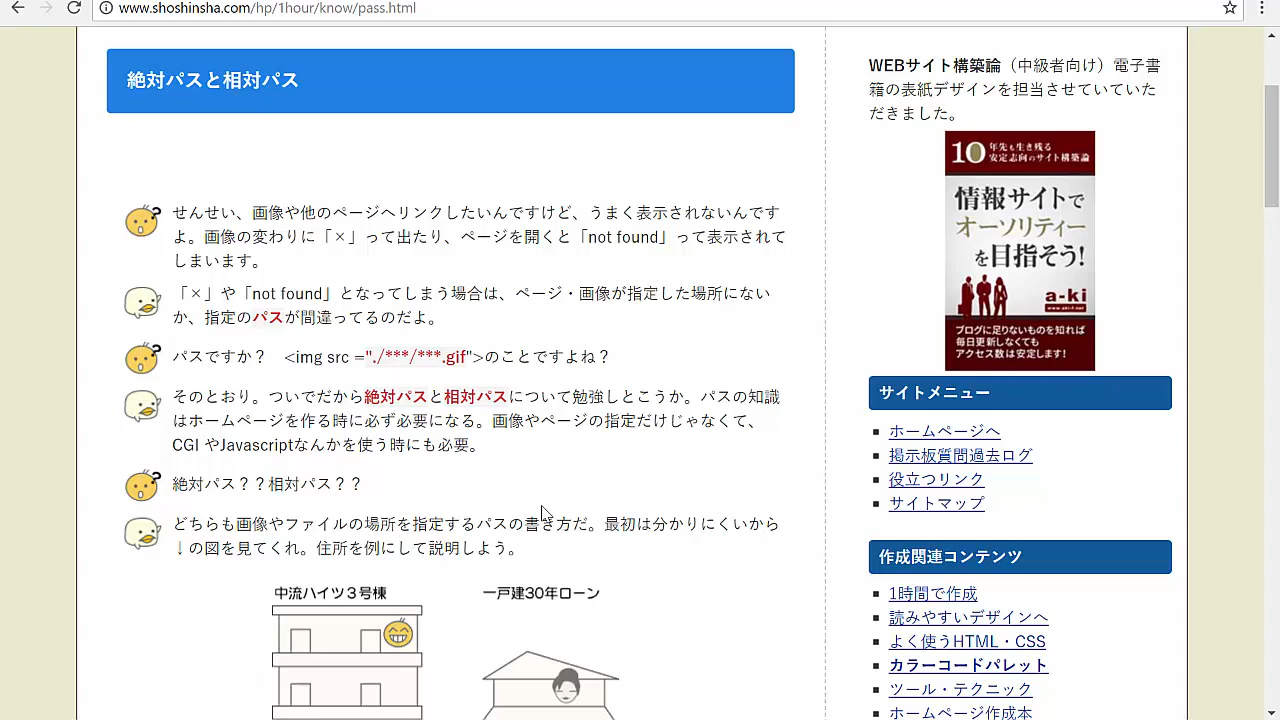 www.shoshinsha.com/hp/1hour/know/pass.html
絶対パスと相対パス
せんせい、画像や他のページへリンクしたいんですけど、うまく表示されないんです
よ。画像の変わりに「×」って出たり、ページを開くと「not found」って表示されて
しまいます。
「×」や「not found」となってしまう場合は、ページ・画像が指定した場所にない
か、指定のパスが間違ってるのだよ。
パスですか？　<img src ="./***/***.gif">のことですよね？
そのとおり。ついでだから絶対パスと相対パスについて勉強しとこうか。パスの知識
はホームページを作る時に必ず必要になる。画像やページの指定だけじゃなくて、
CGI やJavascriptなんかを使う時にも必要。
絶対パス？？相対パス？？
どちらも画像やファイルの場所を指定するパスの書き方だ。最初は分かりにくいから
↓の図を見てくれ。住所を例にして説明しよう。
中流ハイツ３号棟
一戸建30年ローン
WEBサイト構築論（中級者向け）電子書
籍の表紙デザインを担当させていていた
だきました。
10年先も生き残る
安定志向のサイト構築論
情報サイトで
オーソリティー
を目指そう!
a-ki
ブログに足りないものを知れば
毎日更新しなくても
アクセス数は安定します!
サイトメニュー
ホームページへ
掲示板質問過去ログ
役立つリンク
サイトマップ
作成関連コンテンツ
1時間で作成
読みやすいデザインへ
よく使うHTML・CSS
カラーコードパレット
ツール・テクニック
ホームページ作成本